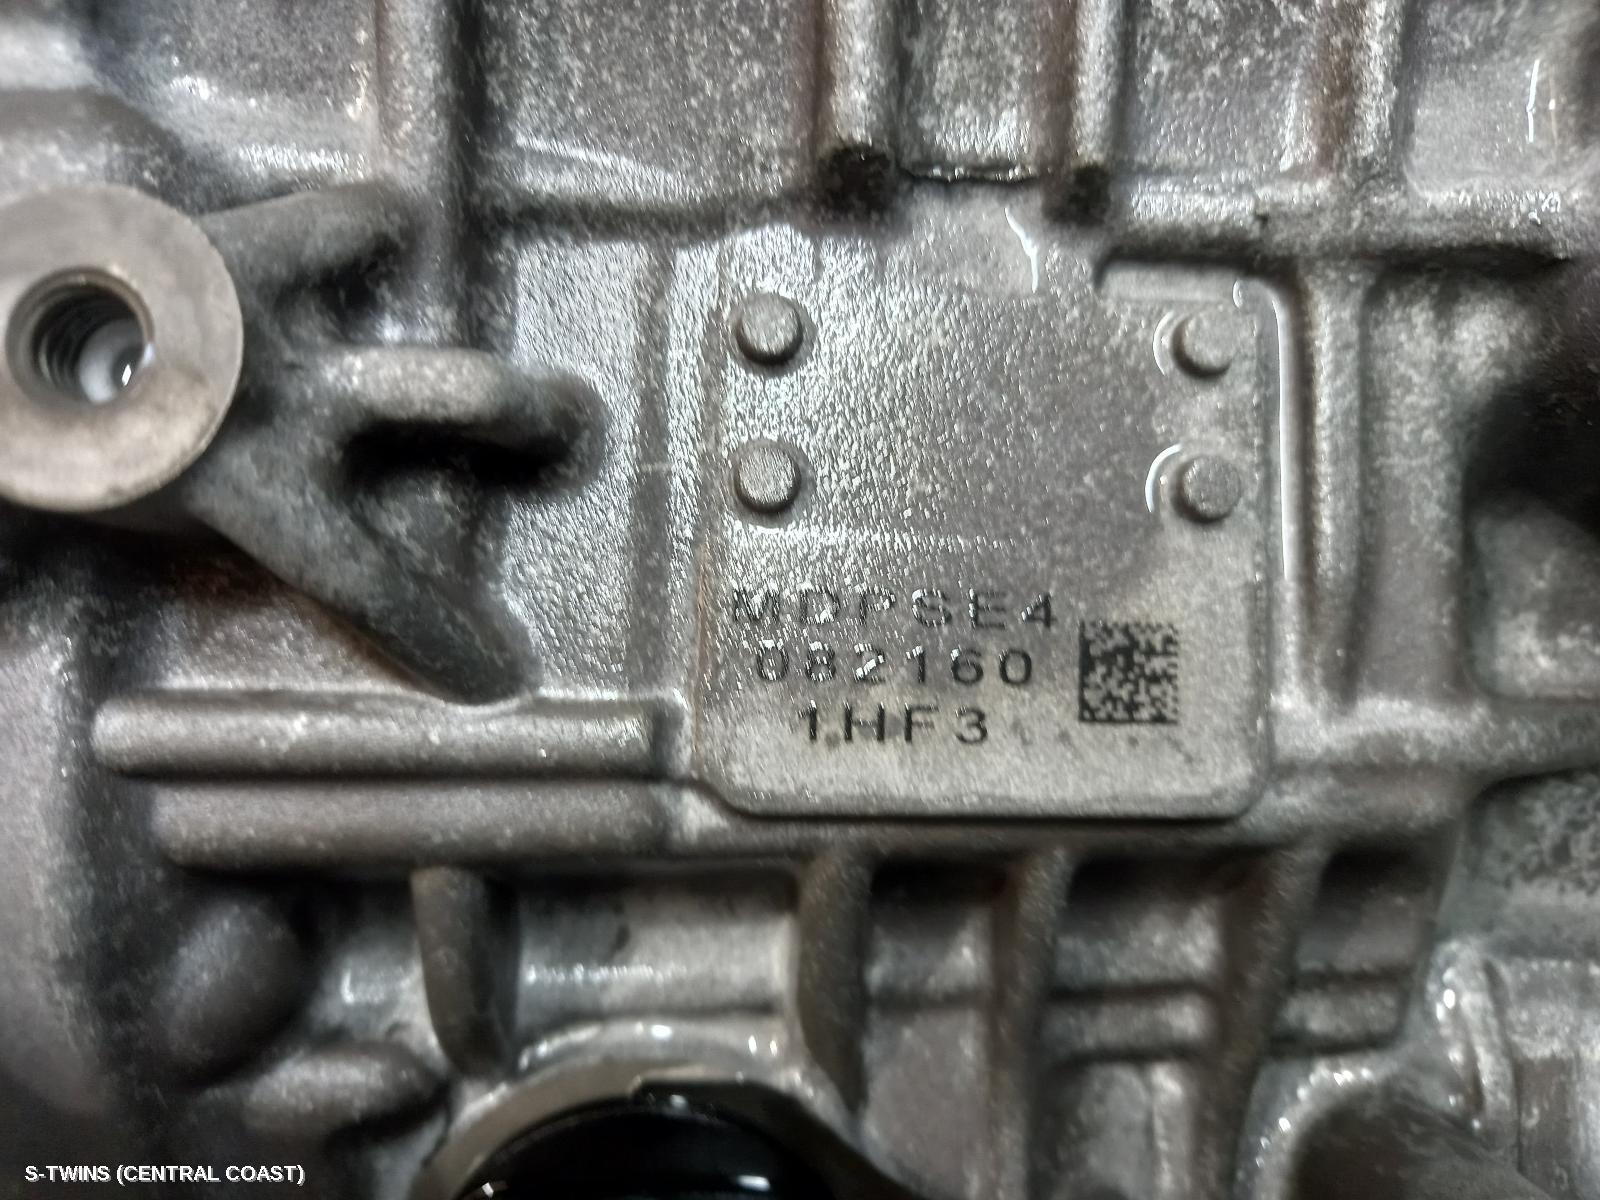 MDPSE4
082160
1HF3
S-TWINS (CENTRAL COAST)